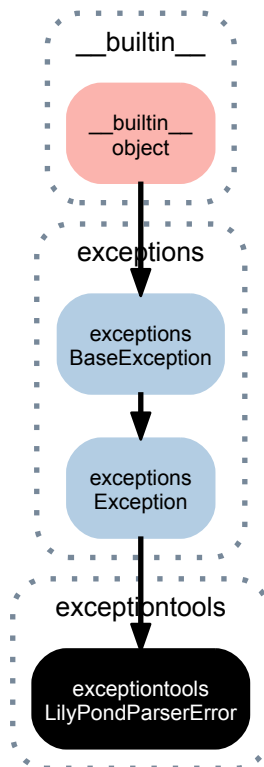 __builtin__
__builtin__
object
exceptions
exceptions
BaseException
exceptions
Exception
exceptiontools
exceptiontools
LilyPondParserError